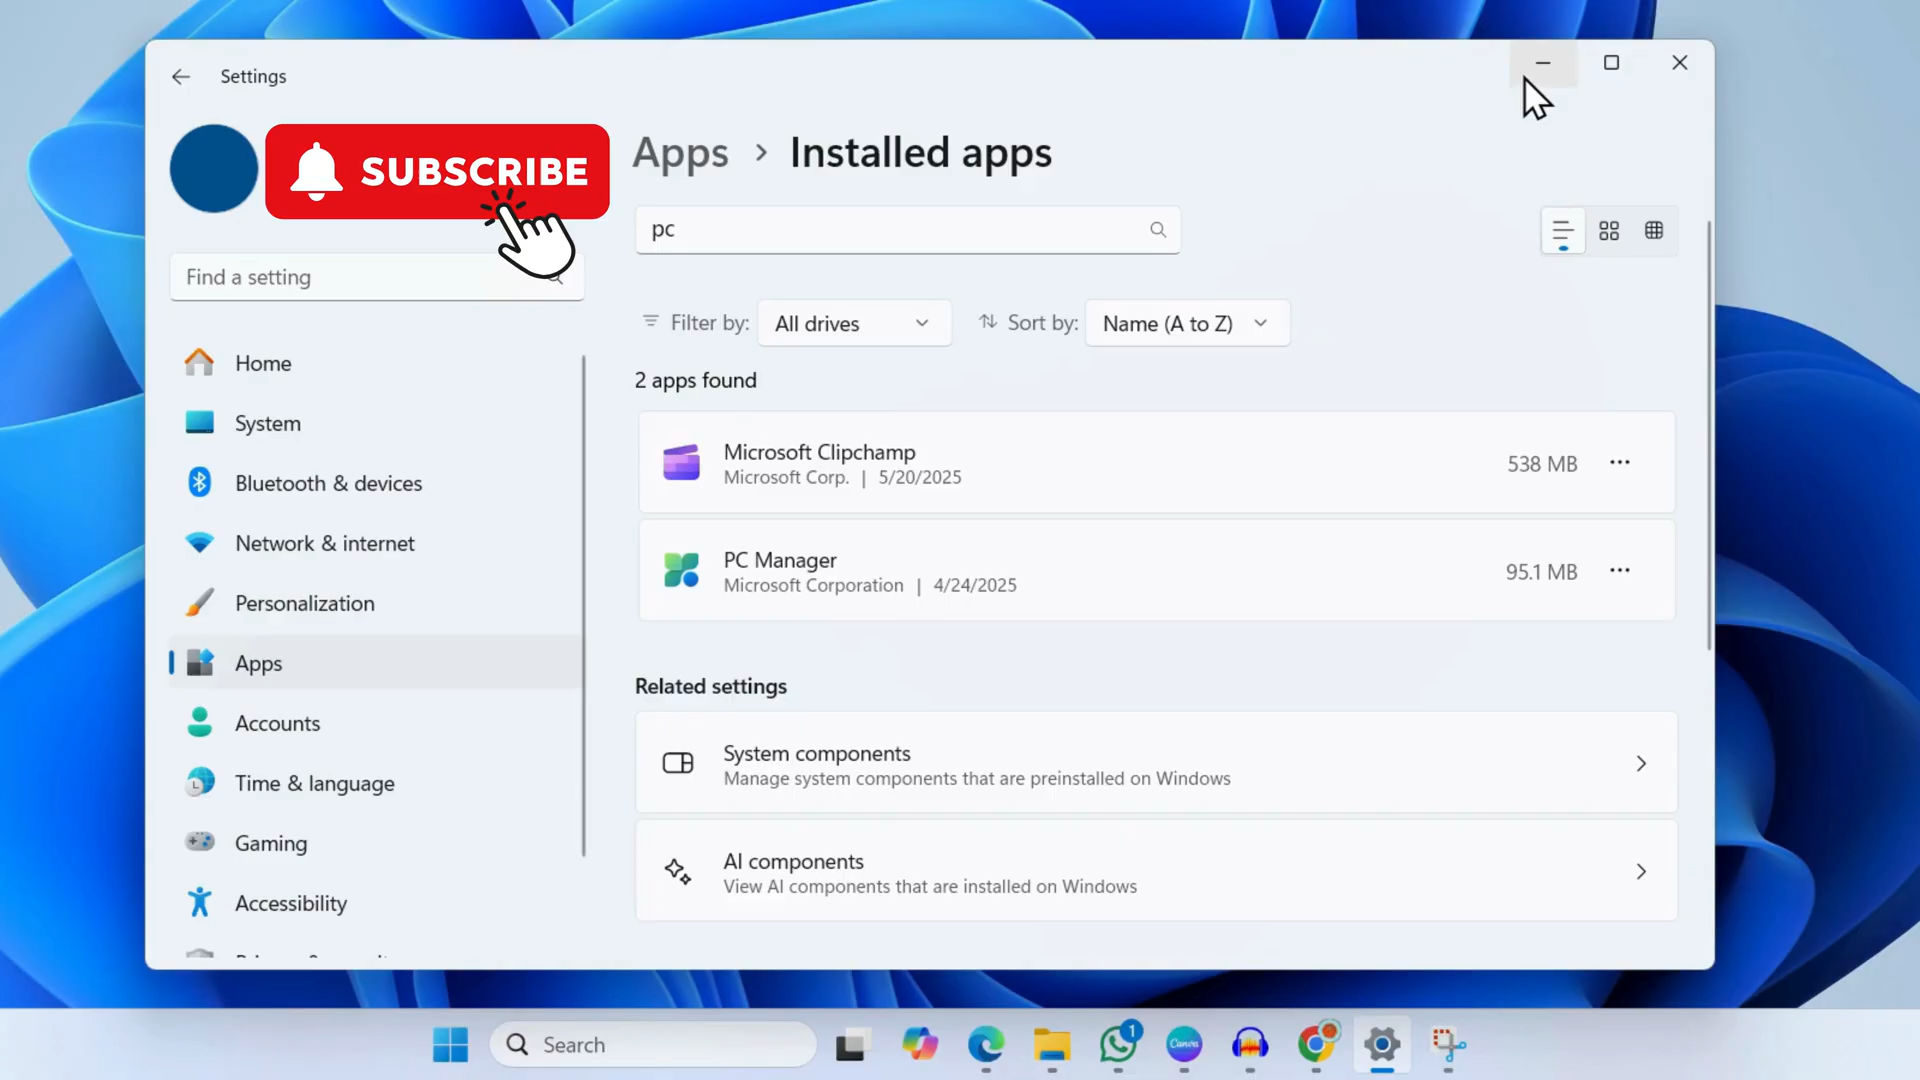 Settings
SUBSCRIBE
Find a setting
Home
System
Bluetooth & devices
Network & internet
Personalization
Apps
Accounts
Time & language
Gaming
Accessibility
Apps > Installed apps
pc
Filter by: All drives Sort by: Name (A to Z)
2 apps found
Microsoft Clipchamp
Microsoft Corp. | 5/20/2025
538 MB
PC Manager
Microsoft Corporation | 4/24/2025
95.1 MB
Related settings
System components
Manage system components that are preinstalled on Windows
AI components
View AI components that are installed on Windows
Search
1
Canva